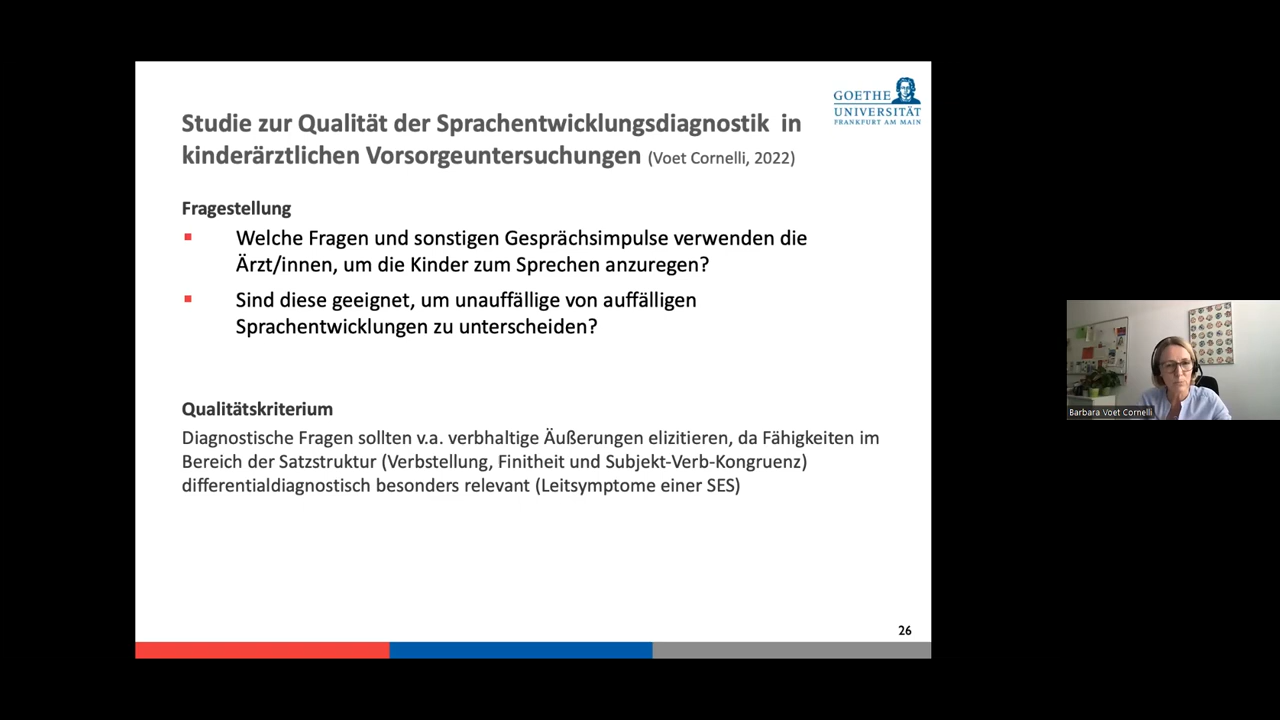 GOETHE
UNIVERSITÄT
FRANKFURT AM MAIN
Studie zur Qualität der Sprachentwicklungsdiagnostik in
kinderärztlichen Vorsorgeuntersuchungen (Voet Cornelli, 2022)
Fragestellung
Welche Fragen und sonstigen Gesprächsimpulse verwenden die
Ärzt/innen, um die Kinder zum Sprechen anzuregen?
Sind diese geeignet, um unauffällige von auffälligen
Sprachentwicklungen zu unterscheiden?
Qualitätskriterium
Diagnostische Fragen sollten v.a. verbhaltige Äußerungen elizitieren, da Fähigkeiten im
Bereich der Satzstruktur (Verbstellung, Finitheit und Subjekt-Verb-Kongruenz)
differentialdiagnostisch besonders relevant (Leitsymptome einer SES)
26
Barbara Voet Cornelli